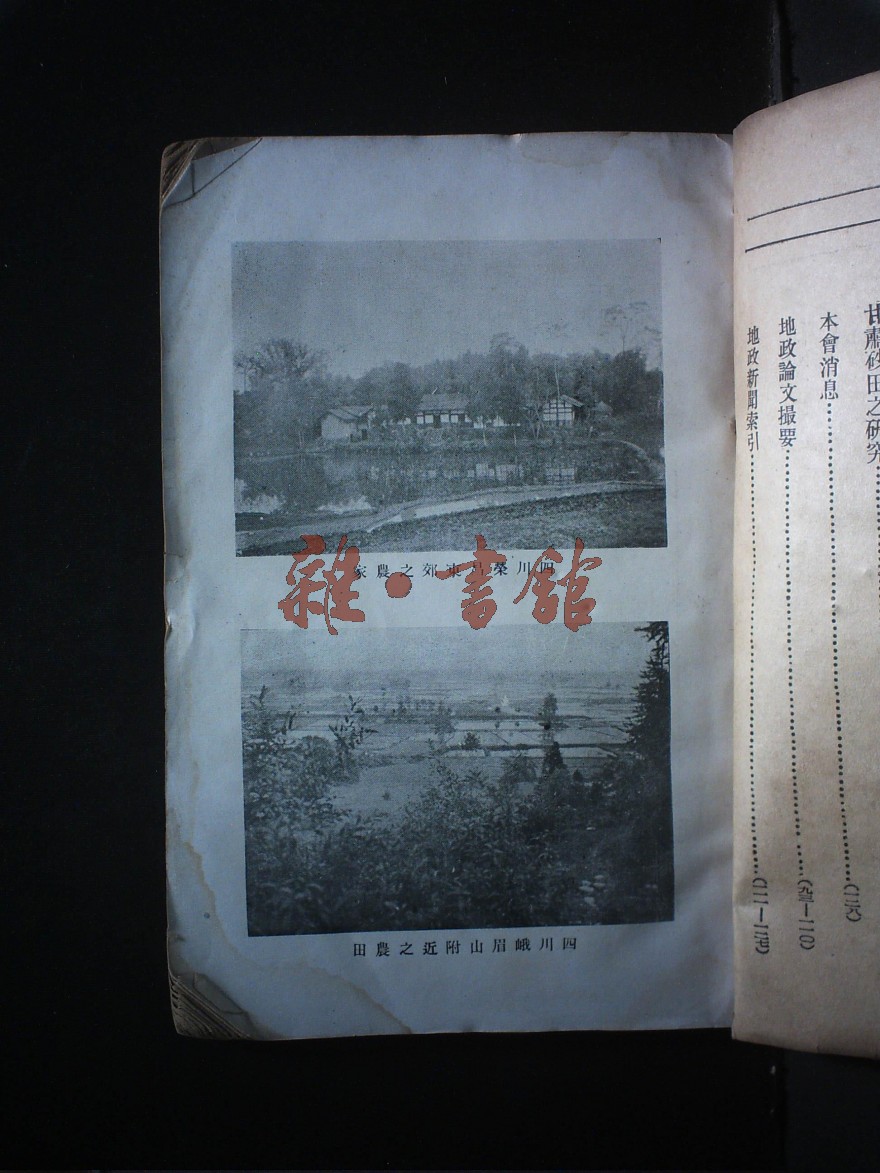 四川榮昌東郊之農家
雜·書館
四川峨眉山附近之農田
甘肅砂田之研究
本會消息
地政論文撮要
地政新聞索引